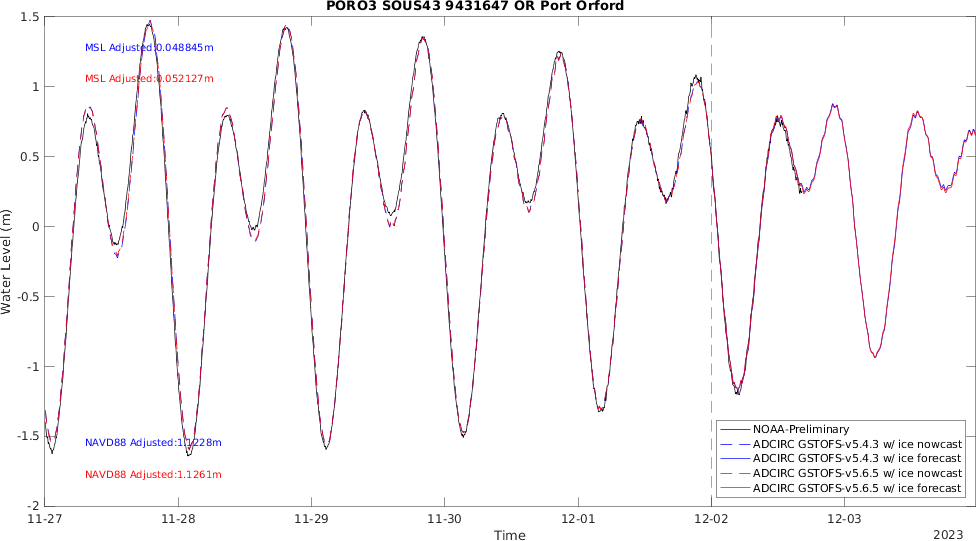 PORO3 SOUS43 9431647 OR Port Orford
1.5
1
0.5
0
-0.5
-1
-1.5
-2
Water Level (m)
MSL Adjusted:0.048845m
MSL Adjusted:0.052127m
NAVD88 Adjusted:1.1228m
NAVD88 Adjusted:1.1261m
NOAA-Preliminary
ADCIRC GSTOFS-v5.4.3 w/ ice nowcast
ADCIRC GSTOFS-v5.4.3 w/ ice forecast
ADCIRC GSTOFS-v5.6.5 w/ ice nowcast
ADCIRC GSTOFS-v5.6.5 w/ ice forecast
11-27 11-28 11-29 11-30 12-01 12-02 12-03
Time
2023